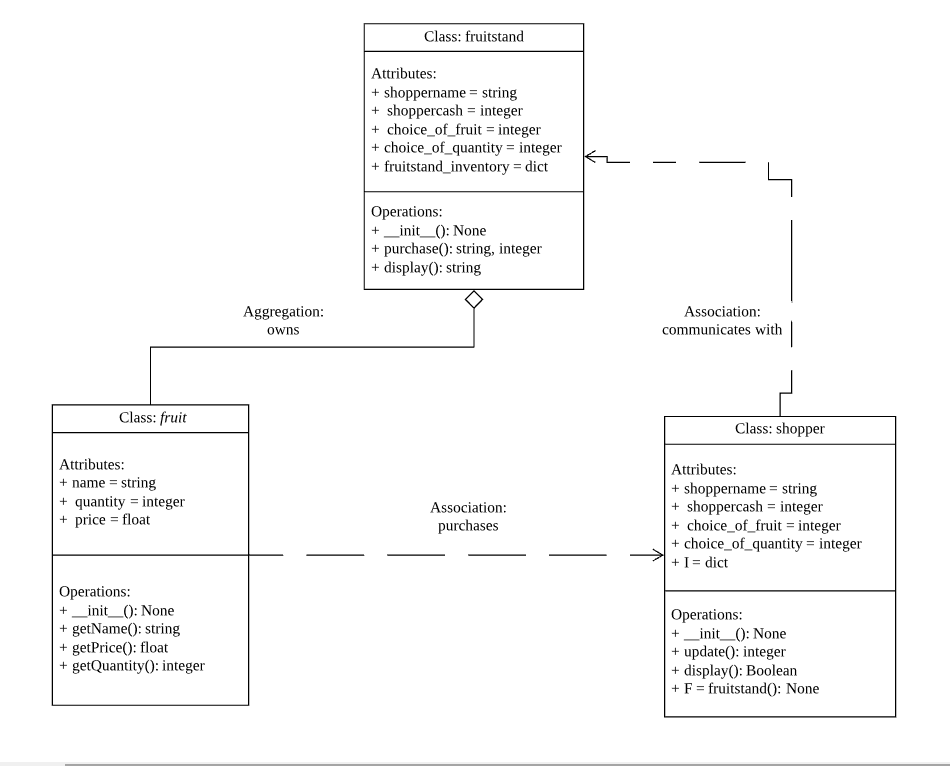 Class: fruitstand
Attributes:
+ shoppername = string
+ shoppercash = integer
+ choice_of_fruit = integer
+ choice_of_quantity = integer
+ fruitstand_inventory = dict
Operations:
+ __init__(): None
+ purchase(): string, integer
+ display(): string
Aggregation:
owns
Association:
communicates with
Class: fruit
Attributes:
+ name = string
+ quantity = integer
+ price = float
Operations:
+ __init__(): None
+ getName(): string
+ getPrice(): float
+ getQuantity(): integer
Association:
purchases
Class: shopper
Attributes:
+ shoppername = string
+ shoppercash = integer
+ choice_of_fruit = integer
+ choice_of_quantity = integer
+ I = dict
Operations:
+ __init__(): None
+ update(): integer
+ display(): Boolean
+ F = fruitstand(): None